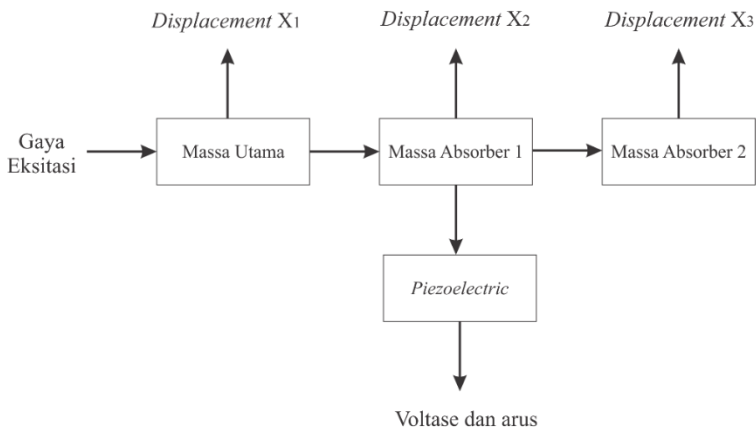 Displacement X1
Displacement X2
Displacement X3
Gaya
Eksitasi
Massa Utama
Massa Absorber 1
Massa Absorber 2
Piezoelectric
Voltase dan arus